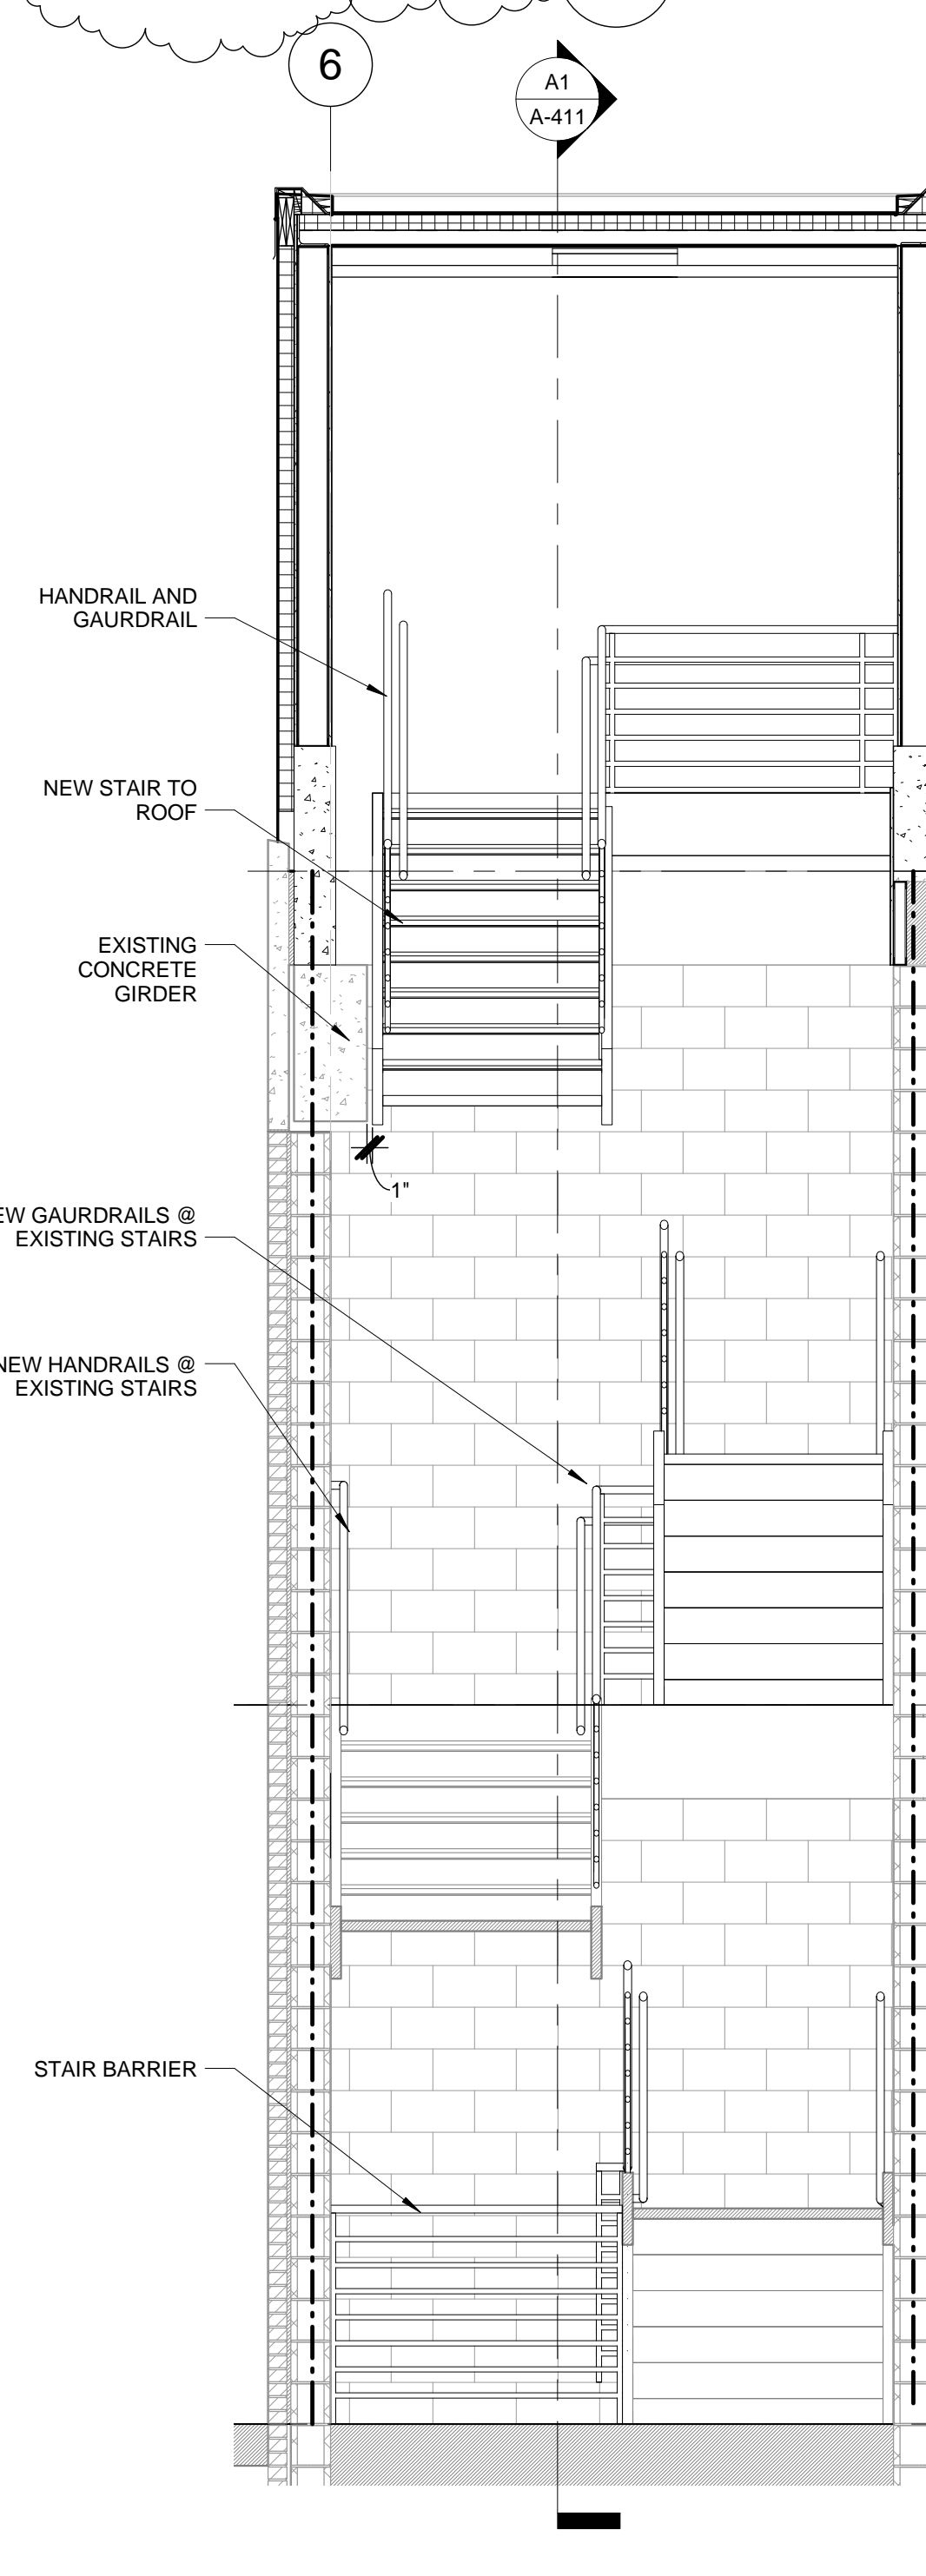 6
A1
A-411
HANDRAIL AND
GAURDRAIL
NEW STAIR TO
ROOF
EXISTING
CONCRETE
GIRDER
1"
EW GAURDRAILS @
EXISTING STAIRS
NEW HANDRAILS @
EXISTING STAIRS
STAIR BARRIER